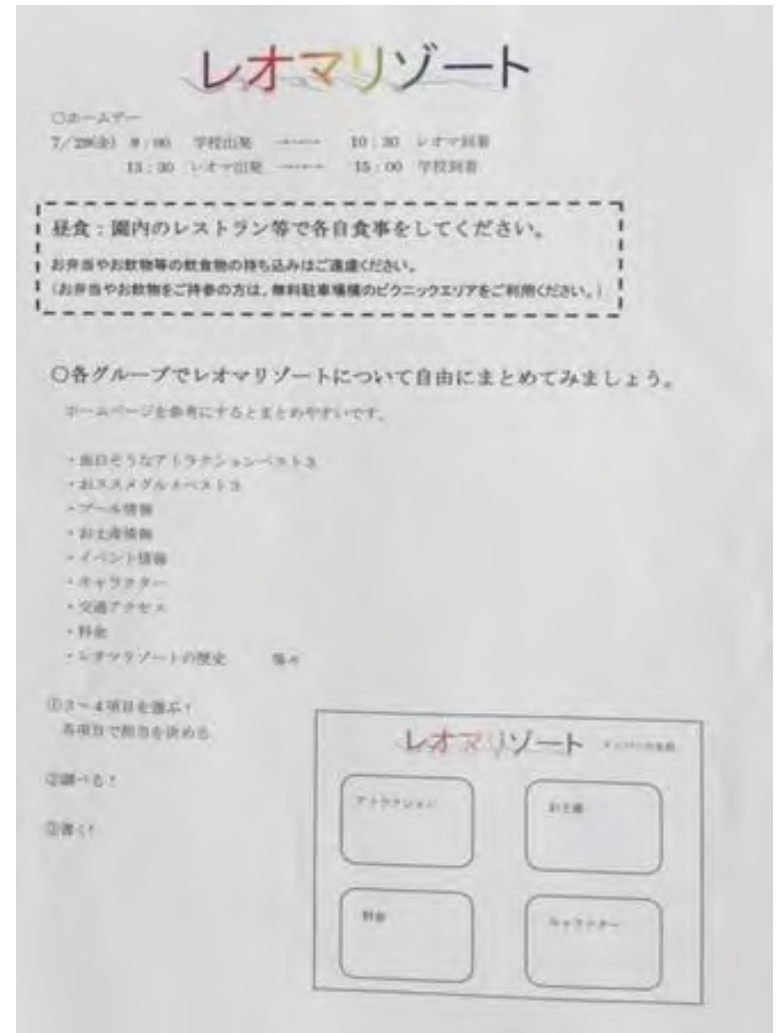 レオマリゾート
○ホームデー
7/28(金) 9:00 学校出発 ---→ 10:30 レオマ到着
13:30 レオマ出発 ---→ 15:00 学校到着
昼食：園内のレストラン等で各自食事をしてください。
お弁当やお飲物等の飲食物の持ち込みはご遠慮ください。
(お弁当やお飲物をご持参の方は、無料駐車場横のピクニックエリアをご利用ください。)
○各グループでレオマリゾートについて自由にまとめてみましょう。
ホームページを参考にするとまとめやすいです。
・面白そうなアトラクションベスト3
・おススメグルメベスト3
・プール情報
・お土産情報
・イベント情報
・キャラクター
・交通アクセス
・料金
・レオマリゾートの歴史 等々
①3～4項目を選ぶ！
各項目で担当を決める
②調べる！
③書く！
レオマリゾート
アトラクション
お土産
料金
キャラクター